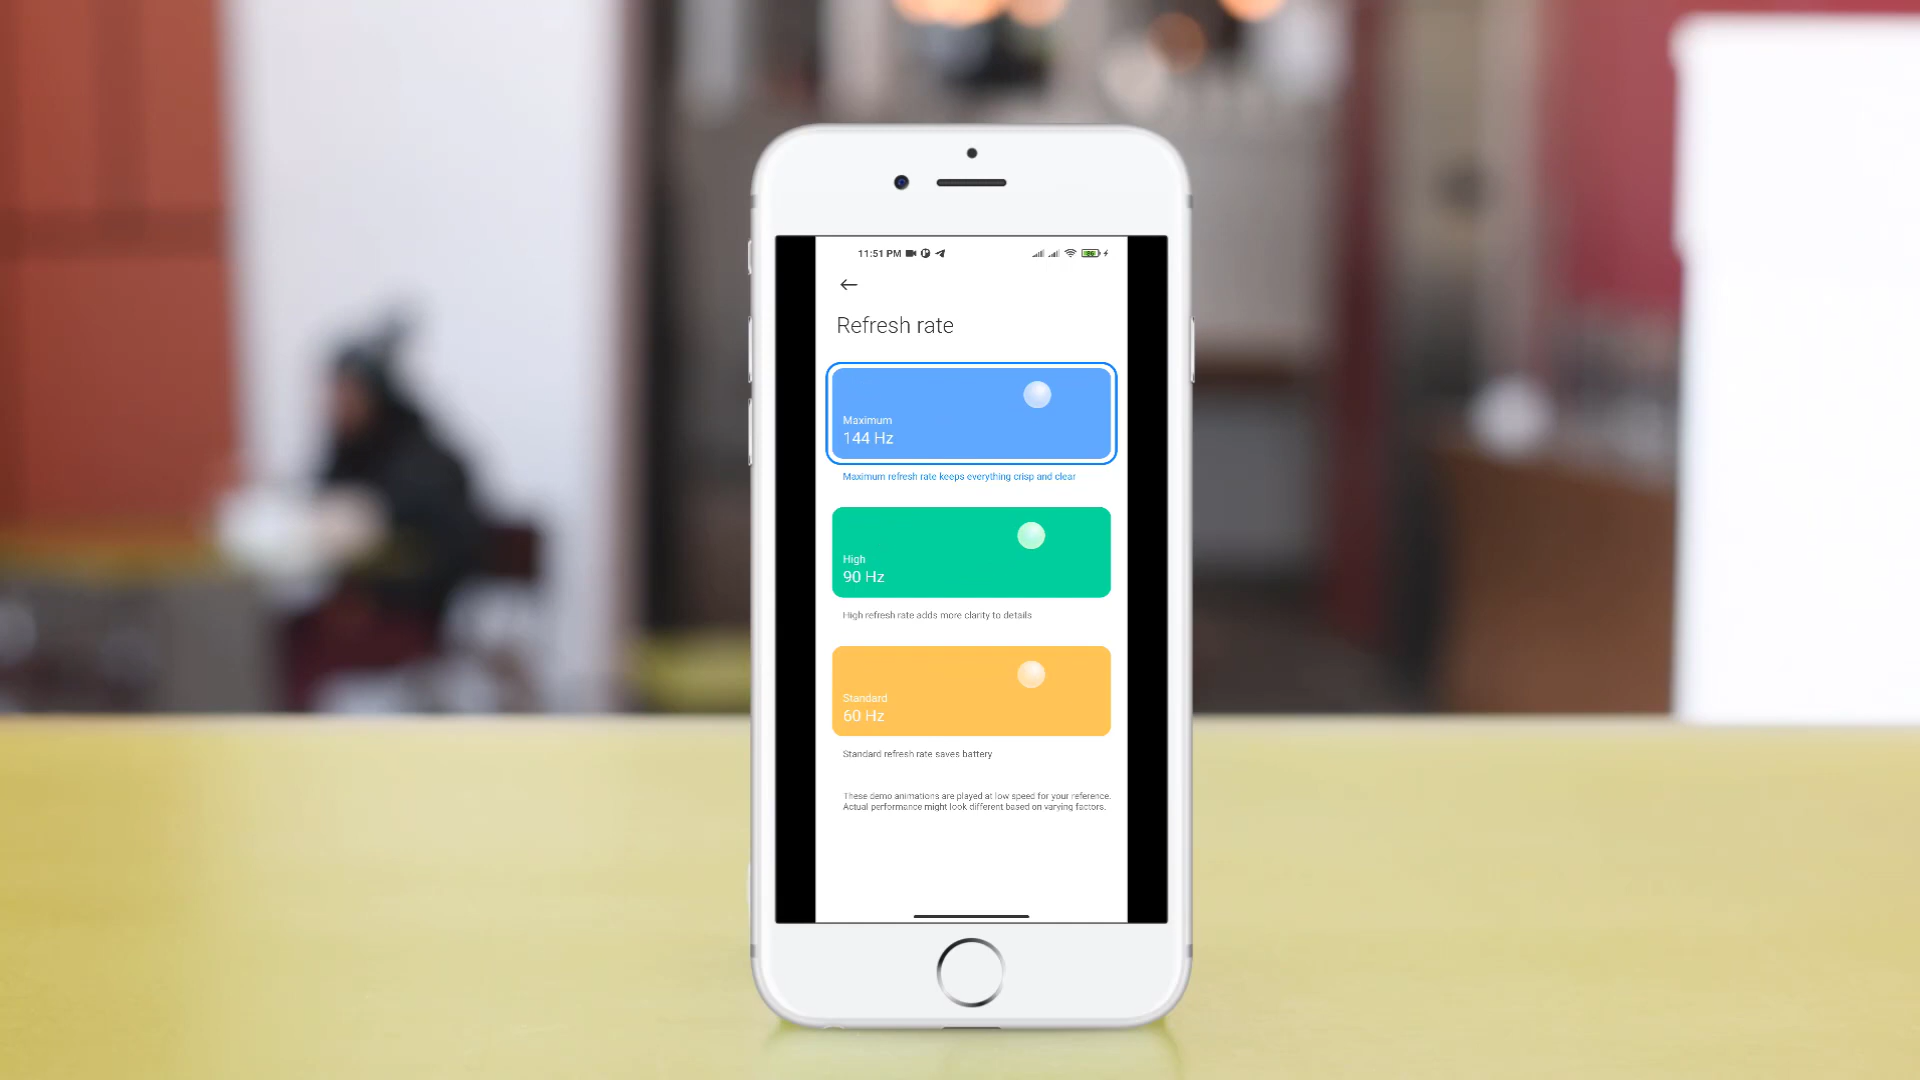 11:51 PM
Refresh rate
Maximum
144 Hz
Maximum refresh rate keeps everything crisp and clear
High
90 Hz
High refresh rate adds more clarity to details
Standard
60 Hz
Standard refresh rate saves battery
These demo animations are played at low speed for your reference.
Actual performance might look different based on varying factors.